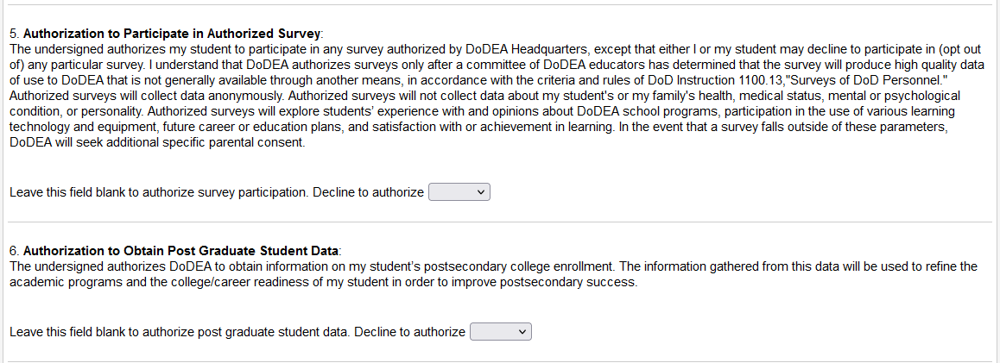 5. Authorization to Participate in Authorized Survey:
The undersigned authorizes my student to participate in any survey authorized by DoDEA Headquarters, except that either I or my student may decline to participate in (opt out
of) any particular survey. I understand that DoDEA authorizes surveys only after a committee of DoDEA educators has determined that the survey will produce high quality data
of use to DoDEA that is not generally available through another means, in accordance with the criteria and rules of DoD Instruction 1100.13,"Surveys of DoD Personnel."
Authorized surveys will collect data anonymously. Authorized surveys will not collect data about my student's or my family's health, medical status, mental or psychological
condition, or personality. Authorized surveys will explore students' experience with and opinions about DoDEA school programs, participation in the use of various learning
technology and equipment, future career or education plans, and satisfaction with or achievement in learning. In the event that a survey falls outside of these parameters,
DoDEA will seek additional specific parental consent.
Leave this field blank to authorize survey participation. Decline to authorize
6. Authorization to Obtain Post Graduate Student Data:
The undersigned authorizes DoDEA to obtain information on my student's postsecondary college enrollment. The information gathered from this data will be used to refine the
academic programs and the college/career readiness of my student in order to improve postsecondary success.
Leave this field blank to authorize post graduate student data. Decline to authorize